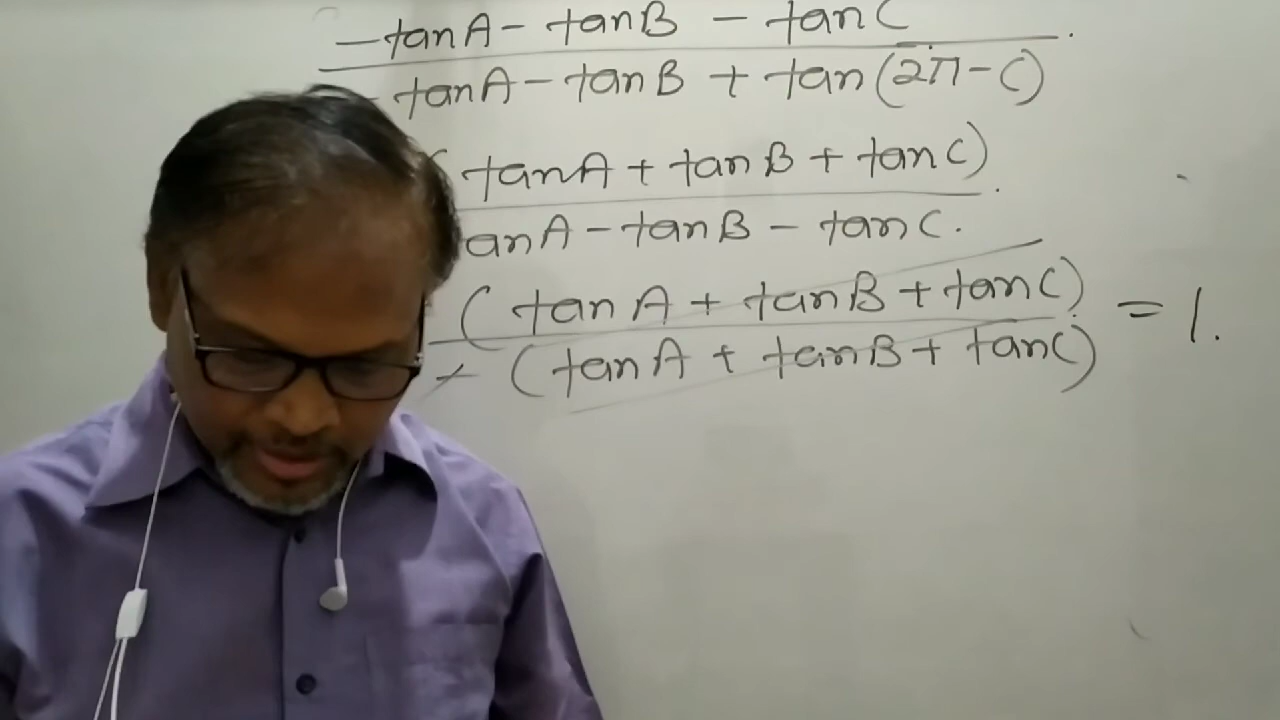 -tanA - tanB - tanC
- tanA - tanB + tan(2π-C)
(tanA + tanB + tanC)
anA - tanB - tanC.
(tanA + tanB + tanC)
- (tanA + tanB + tanC) = 1.